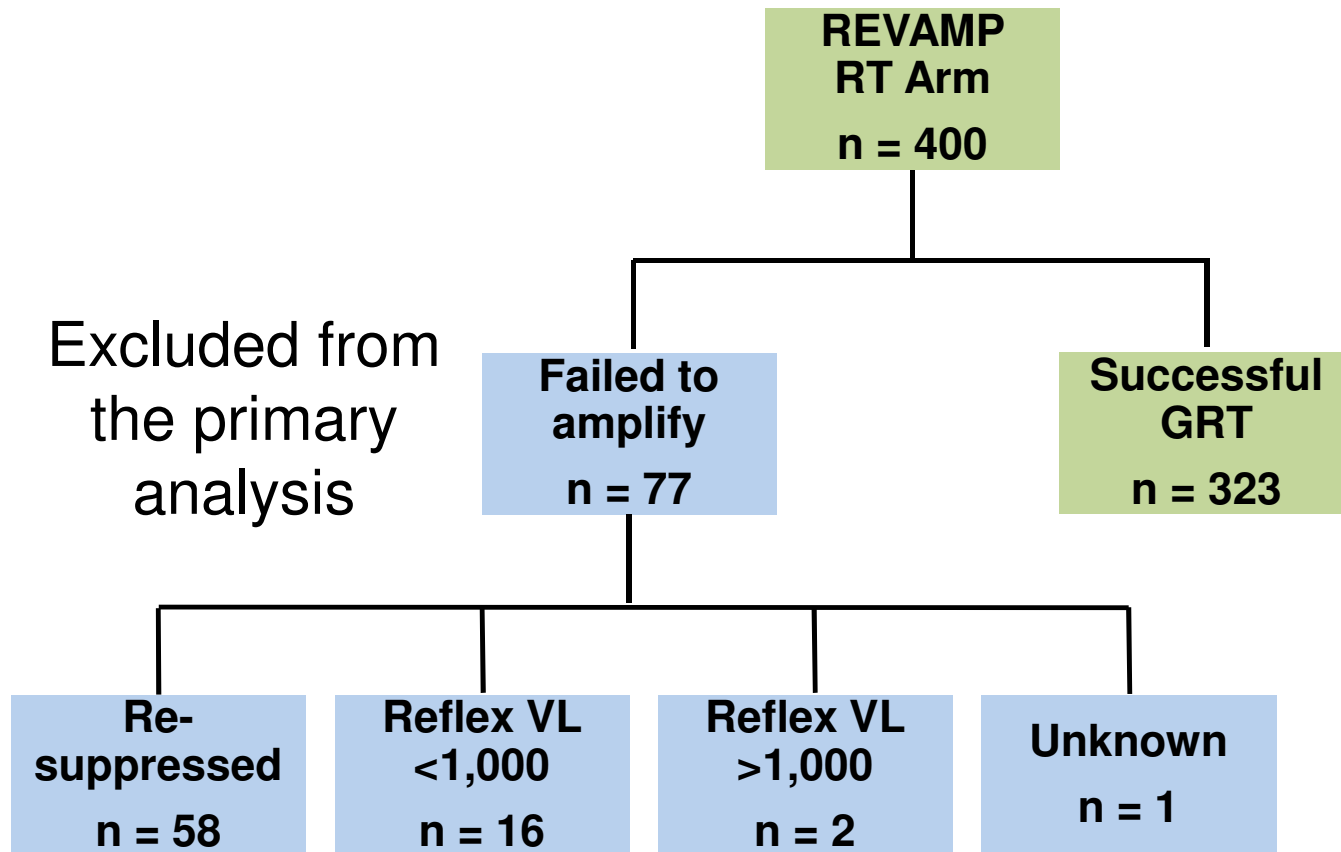 REVAMP
RT Arm
n = 400
Excluded from
the primary
analysis
Failed to
amplify
n = 77
Successful
GRT
n = 323
Re-
suppressed
n = 58
Reflex VL
<1,000
n = 16
Reflex VL
>1,000
n = 2
Unknown
n = 1